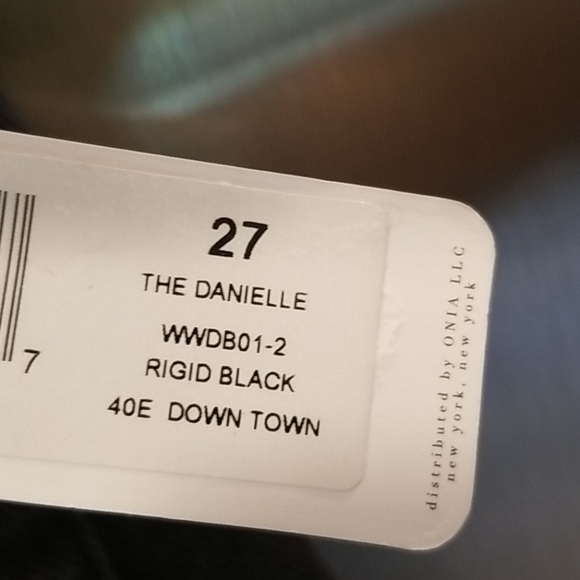 27
THE DANIELLE
WWDB01-2
RIGID BLACK
40E DOWN TOWN
7
distributed by ONIA LLC
new york, new york